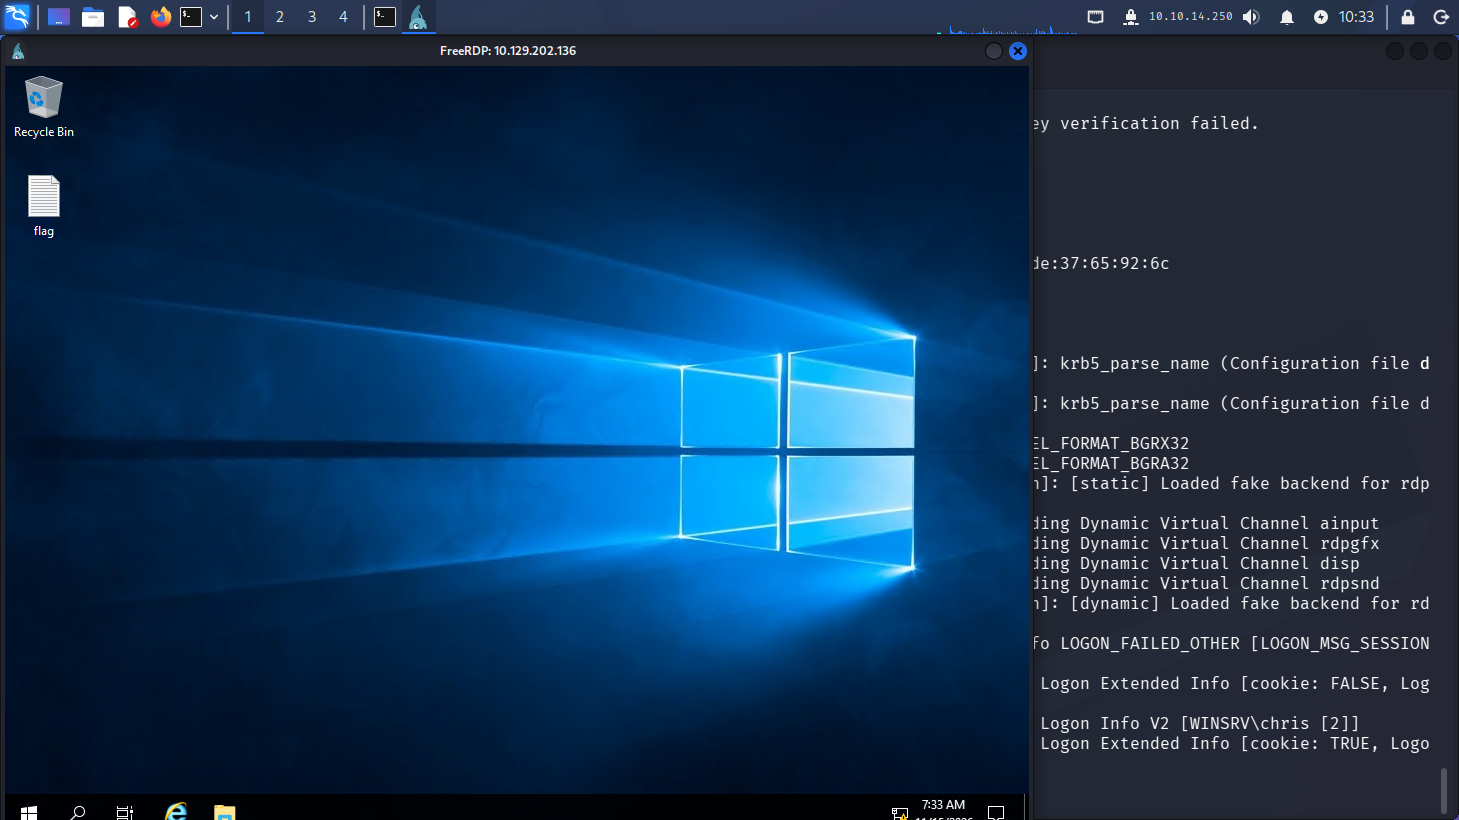 1 2 3 4 10.10.14.250 10:33
FreeRDP: 10.129.202.136
Recycle Bin
flag
ey verification failed.
de:37:65:92:6c
]: krb5_parse_name (Configuration file d
]: krb5_parse_name (Configuration file d
EL_FORMAT_BGRX32
EL_FORMAT_BGRA32
n]: [static] Loaded fake backend for rdp
ding Dynamic Virtual Channel ainput
ding Dynamic Virtual Channel rdpgfx
ding Dynamic Virtual Channel disp
ding Dynamic Virtual Channel rdpsnd
n]: [dynamic] Loaded fake backend for rd
fo LOGON_FAILED_OTHER [LOGON_MSG_SESSION
Logon Extended Info [cookie: FALSE, Log
Logon Info V2 [WINSRV\chris [2]]
Logon Extended Info [cookie: TRUE, Logo
7:33 AM